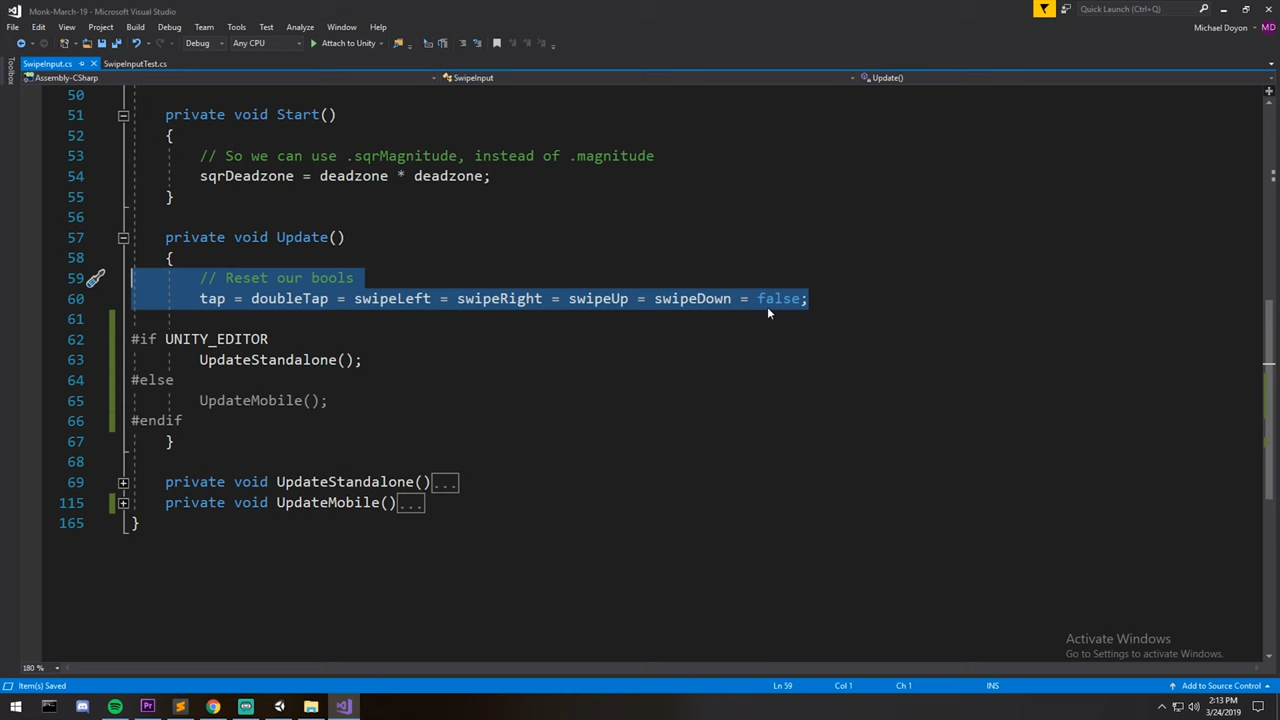 Monk-March-19 - Microsoft Visual Studio
Quick Launch (Ctrl+Q)
File Edit View Project Build Debug Team Tools Test Analyze Window Help
Michael Doyon MD
Debug Any CPU Attach to Unity
Toolbox
SwipeInput.cs SwipeInputTest.cs
Assembly-CSharp SwipeInput Update()
50
51 private void Start()
52 {
53 // So we can use .sqrMagnitude, instead of .magnitude
54 sqrDeadzone = deadzone * deadzone;
55 }
56
57 private void Update()
58 {
59 // Reset our bools
60 tap = doubleTap = swipeLeft = swipeRight = swipeUp = swipeDown = false;
61
62 #if UNITY_EDITOR
63 UpdateStandalone();
64 #else
65 UpdateMobile();
66 #endif
67 }
68
69 private void UpdateStandalone()...
115 private void UpdateMobile()...
165 }
Activate Windows
Go to Settings to activate Windows.
180 %
Item(s) Saved Ln 59 Col 1 Ch 1 INS Add to Source Control
2:13 PM
3/24/2019